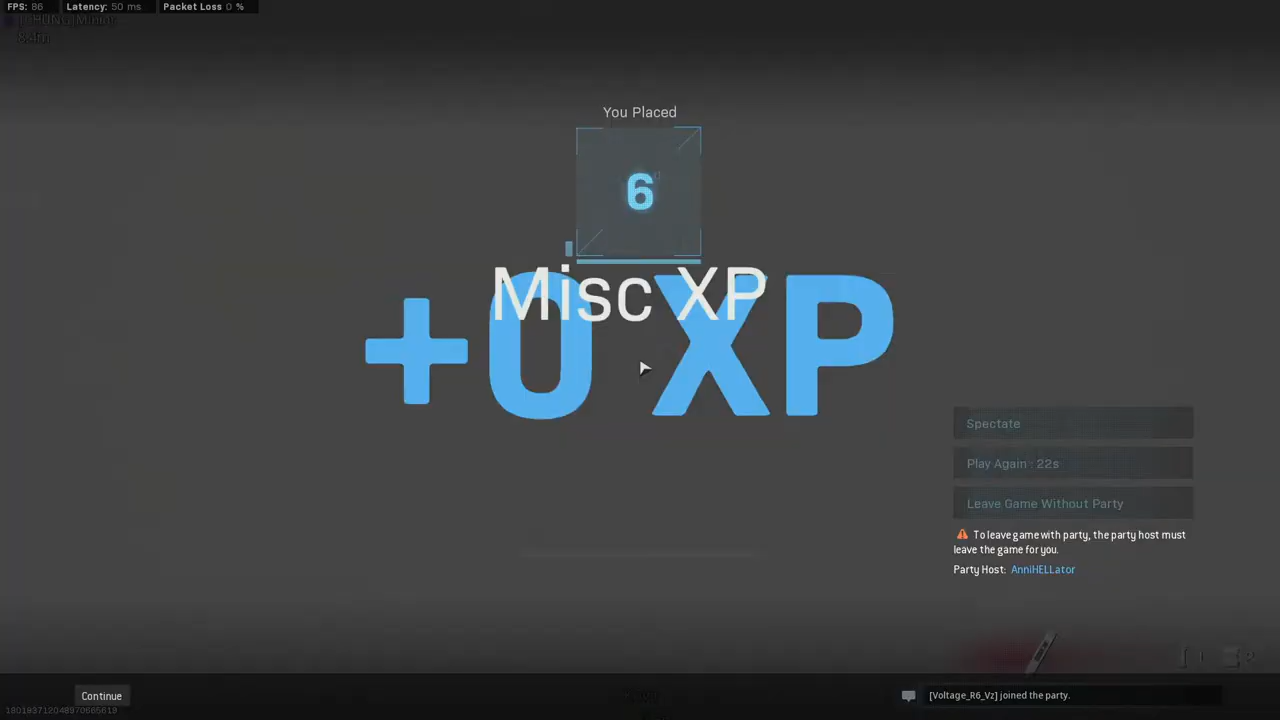 FPS: 86 Latency: 50 ms Packet Loss 0 %
You Placed
6
Misc XP
+0 XP
Spectate
Play Again : 22s
Leave Game Without Party
To leave game with party, the party host must
leave the game for you.
Party Host: AnniHELLator
Continue
[Voltage_R6_Vz] joined the party.